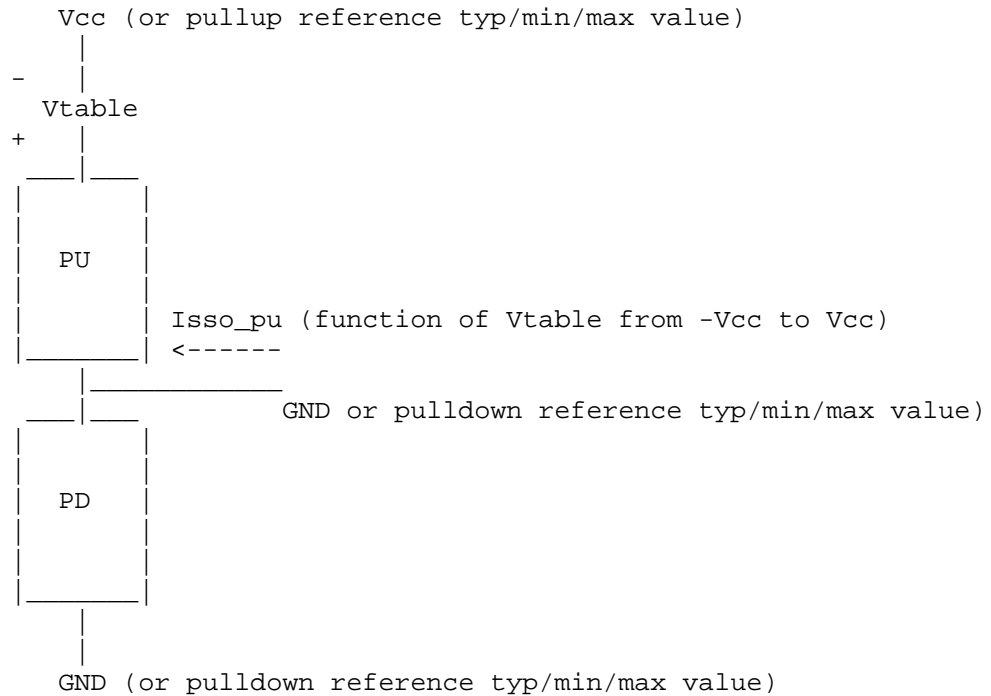 Vcc (or pullup reference typ/min/max value)
-
Vtable
+
PU
Isso_pu (function of Vtable from -Vcc to Vcc)
<------
GND or pulldown reference typ/min/max value)
PD
GND (or pulldown reference typ/min/max value)